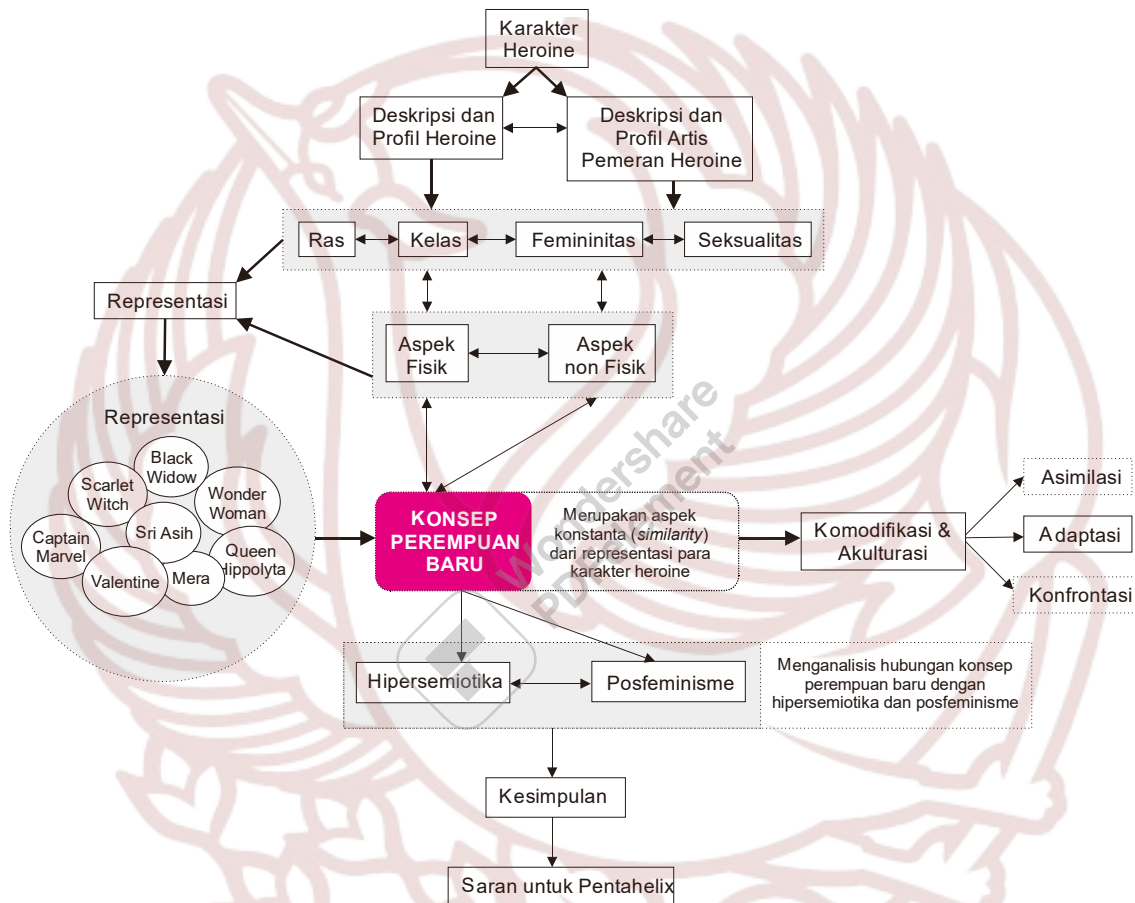 Karakter
Heroine
Deskripsi dan
Profil Heroine
Deskripsi dan
Profil Artis
Pemeran Heroine
Ras
Kelas
Femininitas
Seksualitas
Representasi
Aspek
Fisik
Aspek
non Fisik
Representasi
Black
Widow
Scarlet
Witch
Wonder
Woman
Sri Asih
Captain
Marvel
Queen
Hippolyta
Valentine
Mera
KONSEP
PEREMPUAN
BARU
Merupakan aspek
konstanta (similarity)
dari representasi para
karakter heroine
Komodifikasi &
Akulturasi
Asimilasi
Adaptasi
Konfrontasi
Hipersemiotika
Posfeminisme
Menganalisis hubungan konsep
perempuan baru dengan
hipersemiotika dan posfeminisme
Kesimpulan
Saran untuk Pentahelix
Wondershare
PDFelement